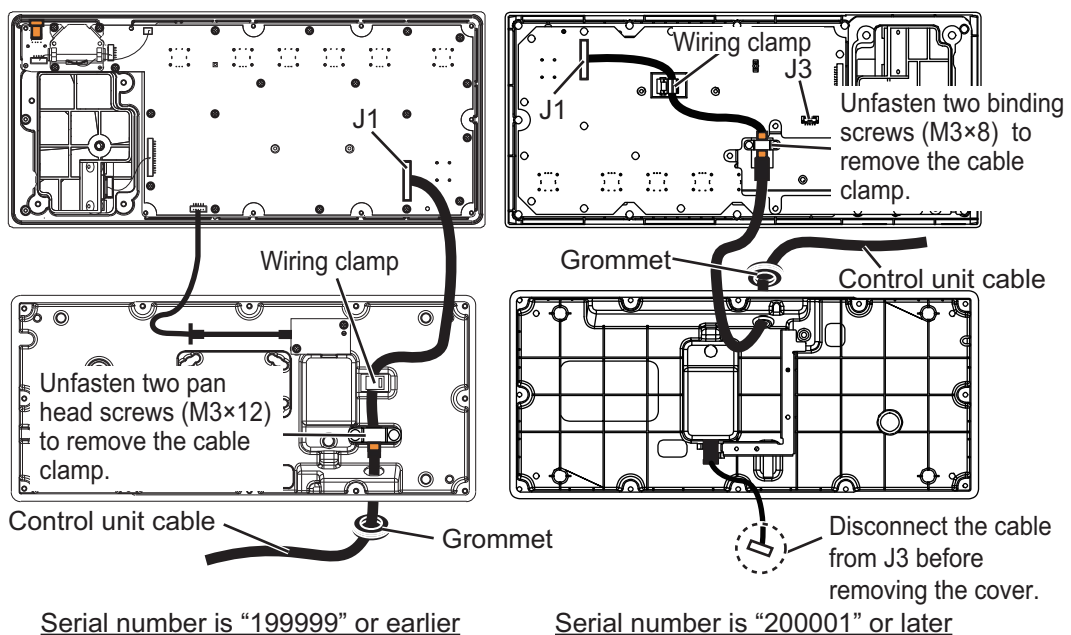 J1
Wiring clamp
Unfasten two pan
head screws (M3×12)
to remove the cable
clamp.
Control unit cable
Grommet
Serial number is “199999” or earlier
Wiring clamp
J3
J1
Unfasten two binding
screws (M3×8) to
remove the cable
clamp.
Grommet
Control unit cable
Disconnect the cable
from J3 before
removing the cover.
Serial number is “200001” or later